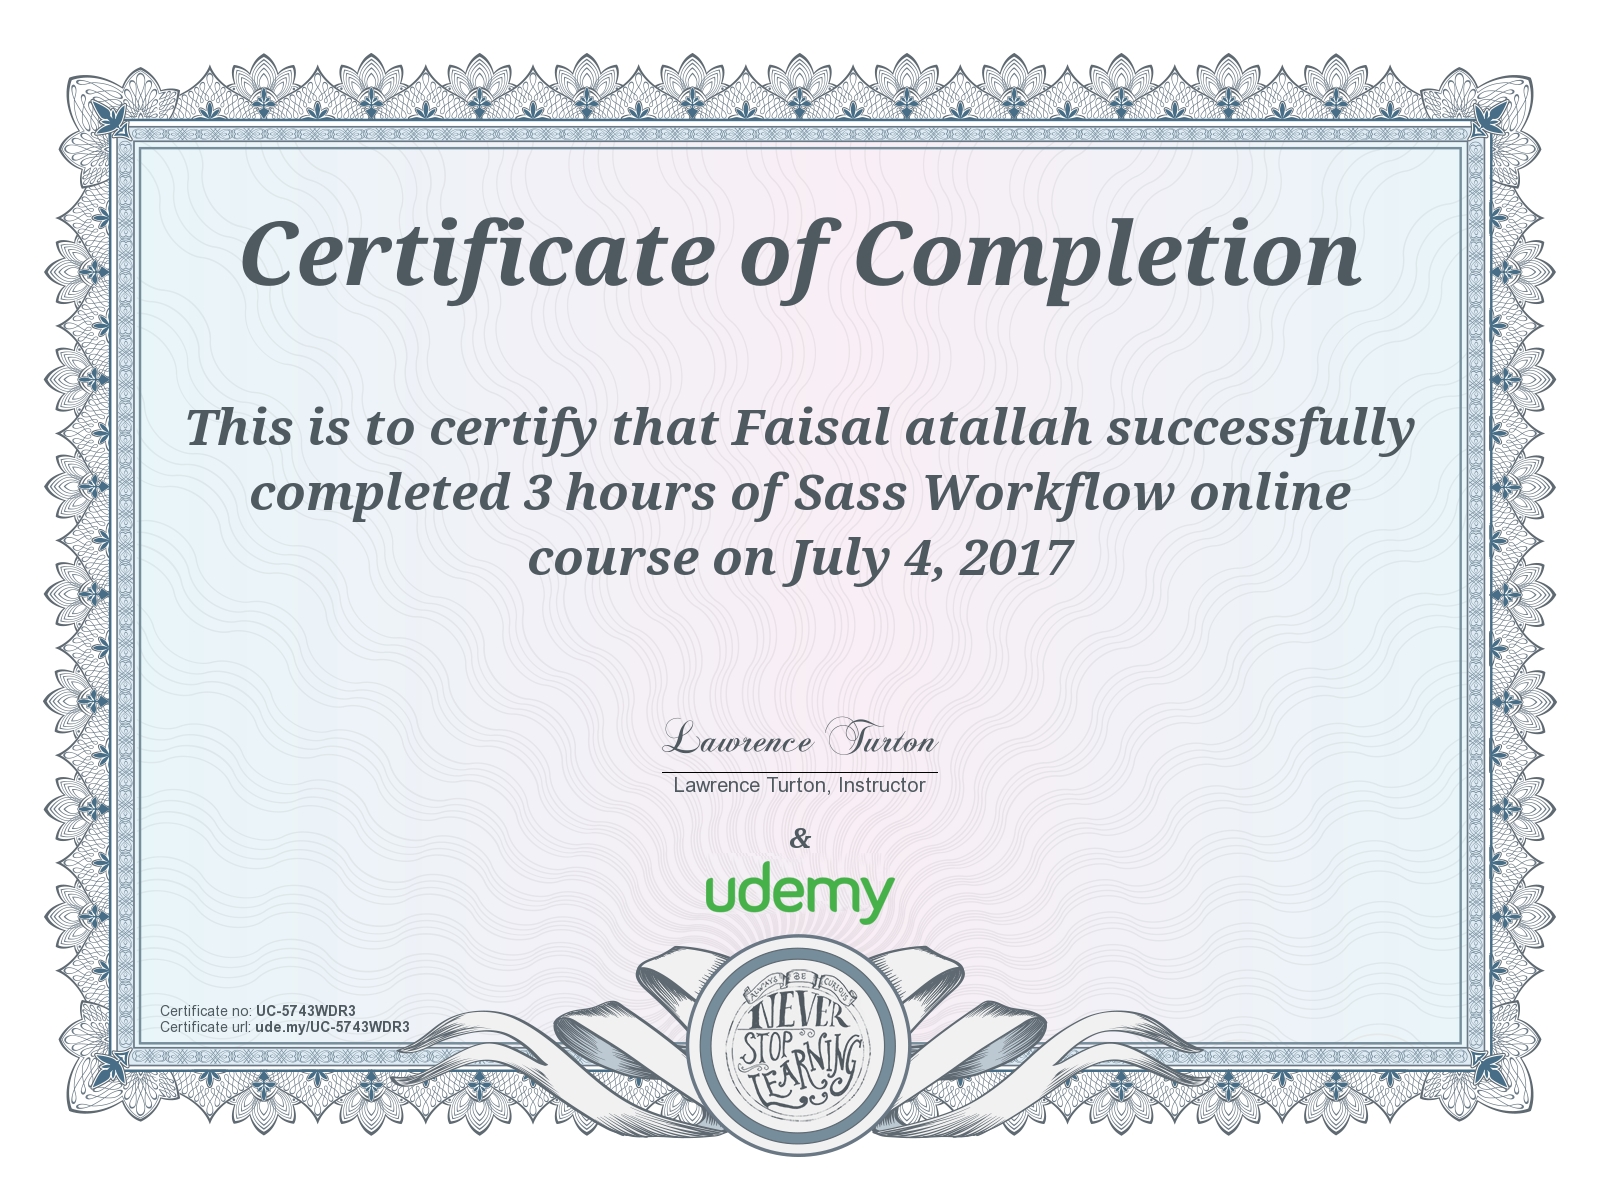 Certificate of Completion
This is to certify that Faisal atallah successfully
completed 3 hours of Sass Workflow online
course on July 4, 2017
Lawrence Turton
Lawrence Turton, Instructor
&
udemy
Certificate no: UC-5743WDR3
Certificate url: ude.my/UC-5743WDR3
ALWAYS BE CURIOUS
NEVER
STOP
LEARNING